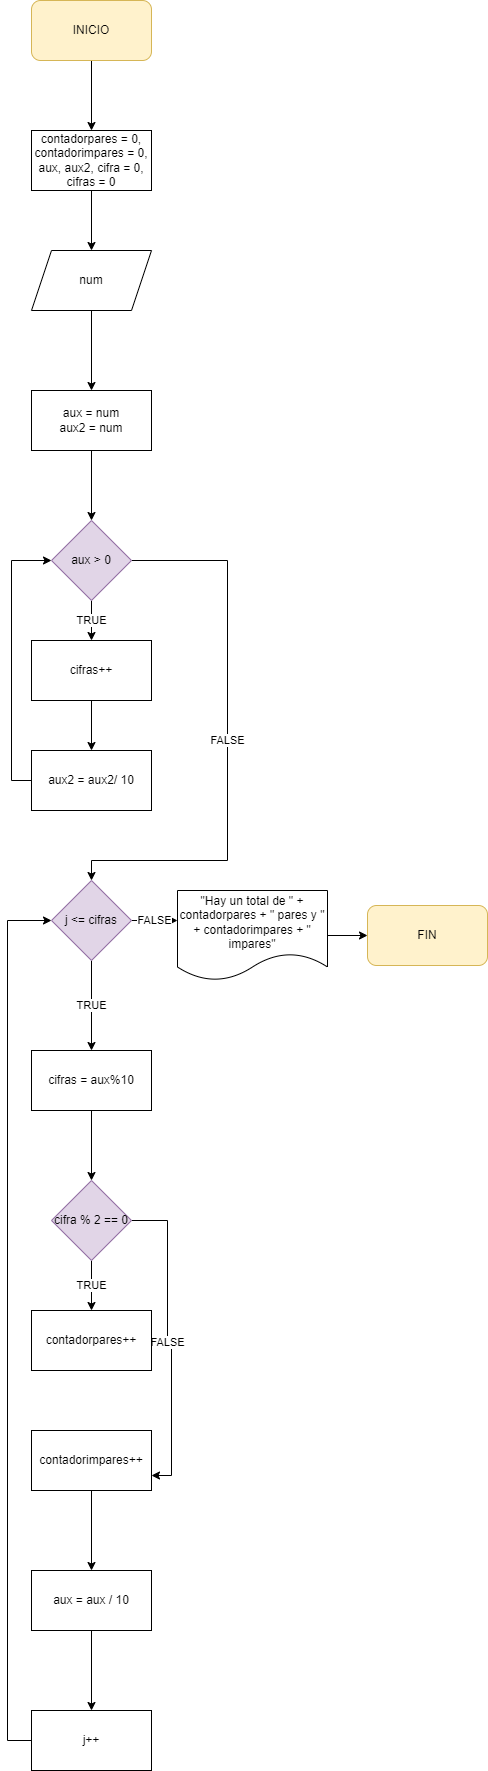 INICIO
contadorpares = 0,
contadorimpares = 0,
aux, aux2, cifra = 0,
cifras = 0
num
aux = num
aux2 = num
aux > 0
TRUE
cifras++
FALSE
aux2 = aux2/ 10
j <= cifras
FALSE
"Hay un total de " +
contadorpares + " pares y "
+ contadorimpares + "
impares"
FIN
TRUE
cifras = aux%10
cifra % 2 == 0
TRUE
contadorpares++
FALSE
contadorimpares++
aux = aux / 10
j++